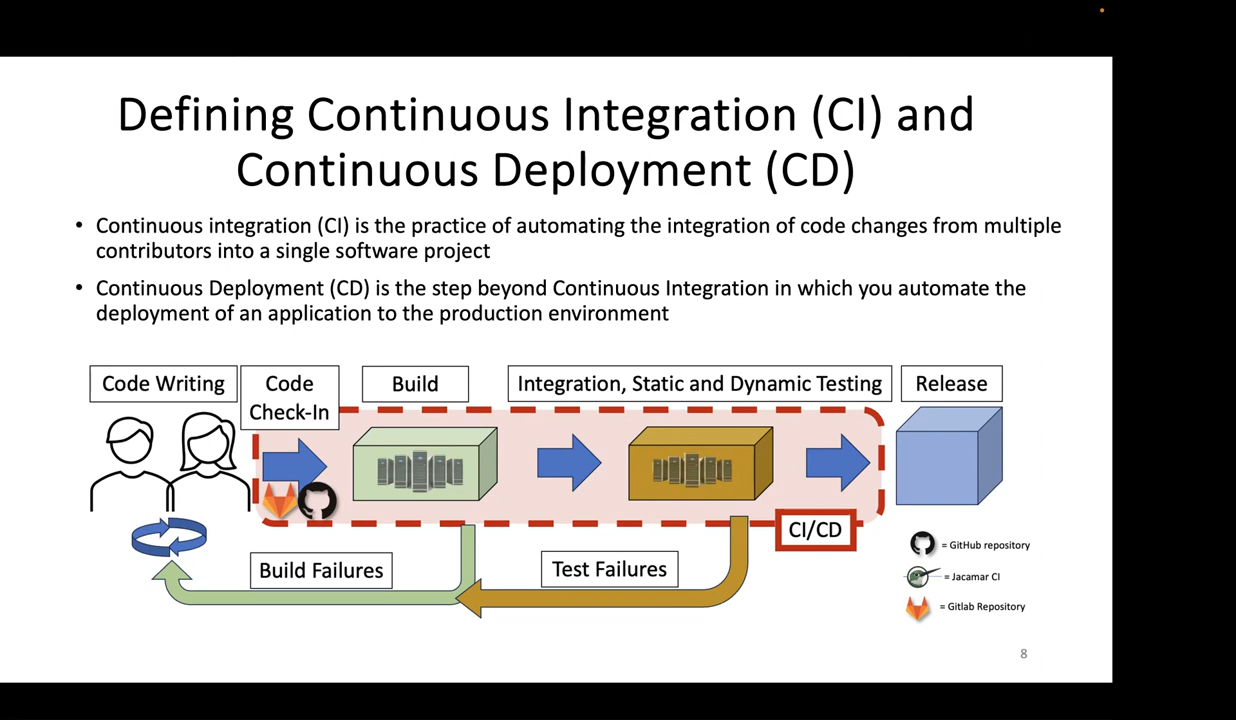 Defining Continuous Integration (CI) and
Continuous Deployment (CD)
• Continuous integration (CI) is the practice of automating the integration of code changes from multiple
contributors into a single software project
• Continuous Deployment (CD) is the step beyond Continuous Integration in which you automate the
deployment of an application to the production environment
Code Writing
Code
Check-In
Build
Integration, Static and Dynamic Testing
Release
CI/CD
Build Failures
Test Failures
= GitHub repository
= Jacamar CI
= Gitlab Repository
8